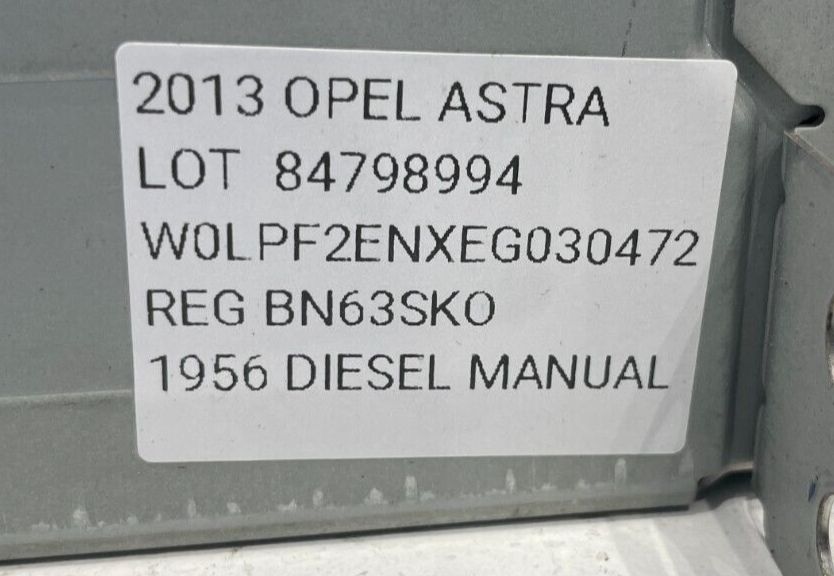 2013 OPEL ASTRA
LOT 84798994
W0LPF2ENXEG030472
REG BN63SKO
1956 DIESEL MANUAL